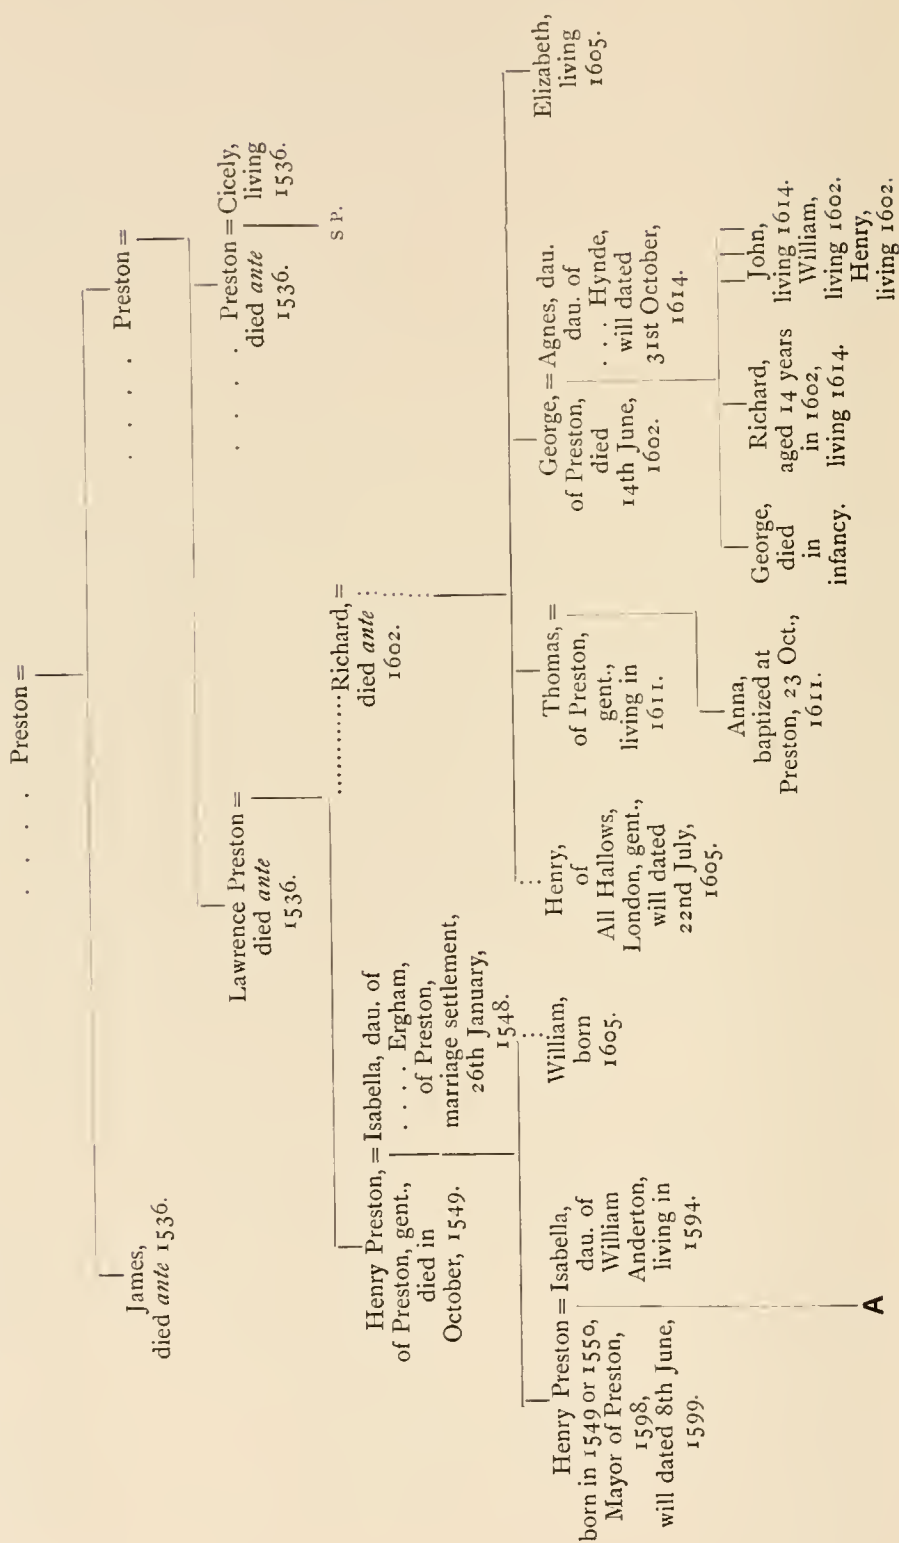 . . . . Preston =
James,
died ante 1536.
. . . . Preston =
Lawrence Preston =
died ante
1536.
. . . . Preston = Cicely,
died ante living
1536. 1536.
S P.
Henry Preston, = Isabella, dau. of
of Preston, gent., . . . . Ergham,
died in of Preston,
October, 1549. marriage settlement,
26th January,
1548.
Richard, =
died ante
1602.
Henry Preston = Isabella,
born in 1549 or 1550, dau. of
Mayor of Preston, William
1598, Anderton,
will dated 8th June, living in
1599. 1594.
William,
born
1605.
Henry,
of
All Hallows,
London, gent.,
will dated
22nd July,
1605.
Thomas, =
of Preston,
gent.,
living in
1611.
George, = Agnes, dau.
of Preston, dau. of
died . . . Hynde,
14th June, will dated
1602. 31st October,
1614.
Elizabeth,
living
1605.
A
Anna,
baptized at
Preston, 23 Oct.,
1611.
George,
died
in
infancy.
Richard,
aged 14 years
in 1602,
living 1614.
John,
living 1614.
William,
living 1602.
Henry,
living 1602.